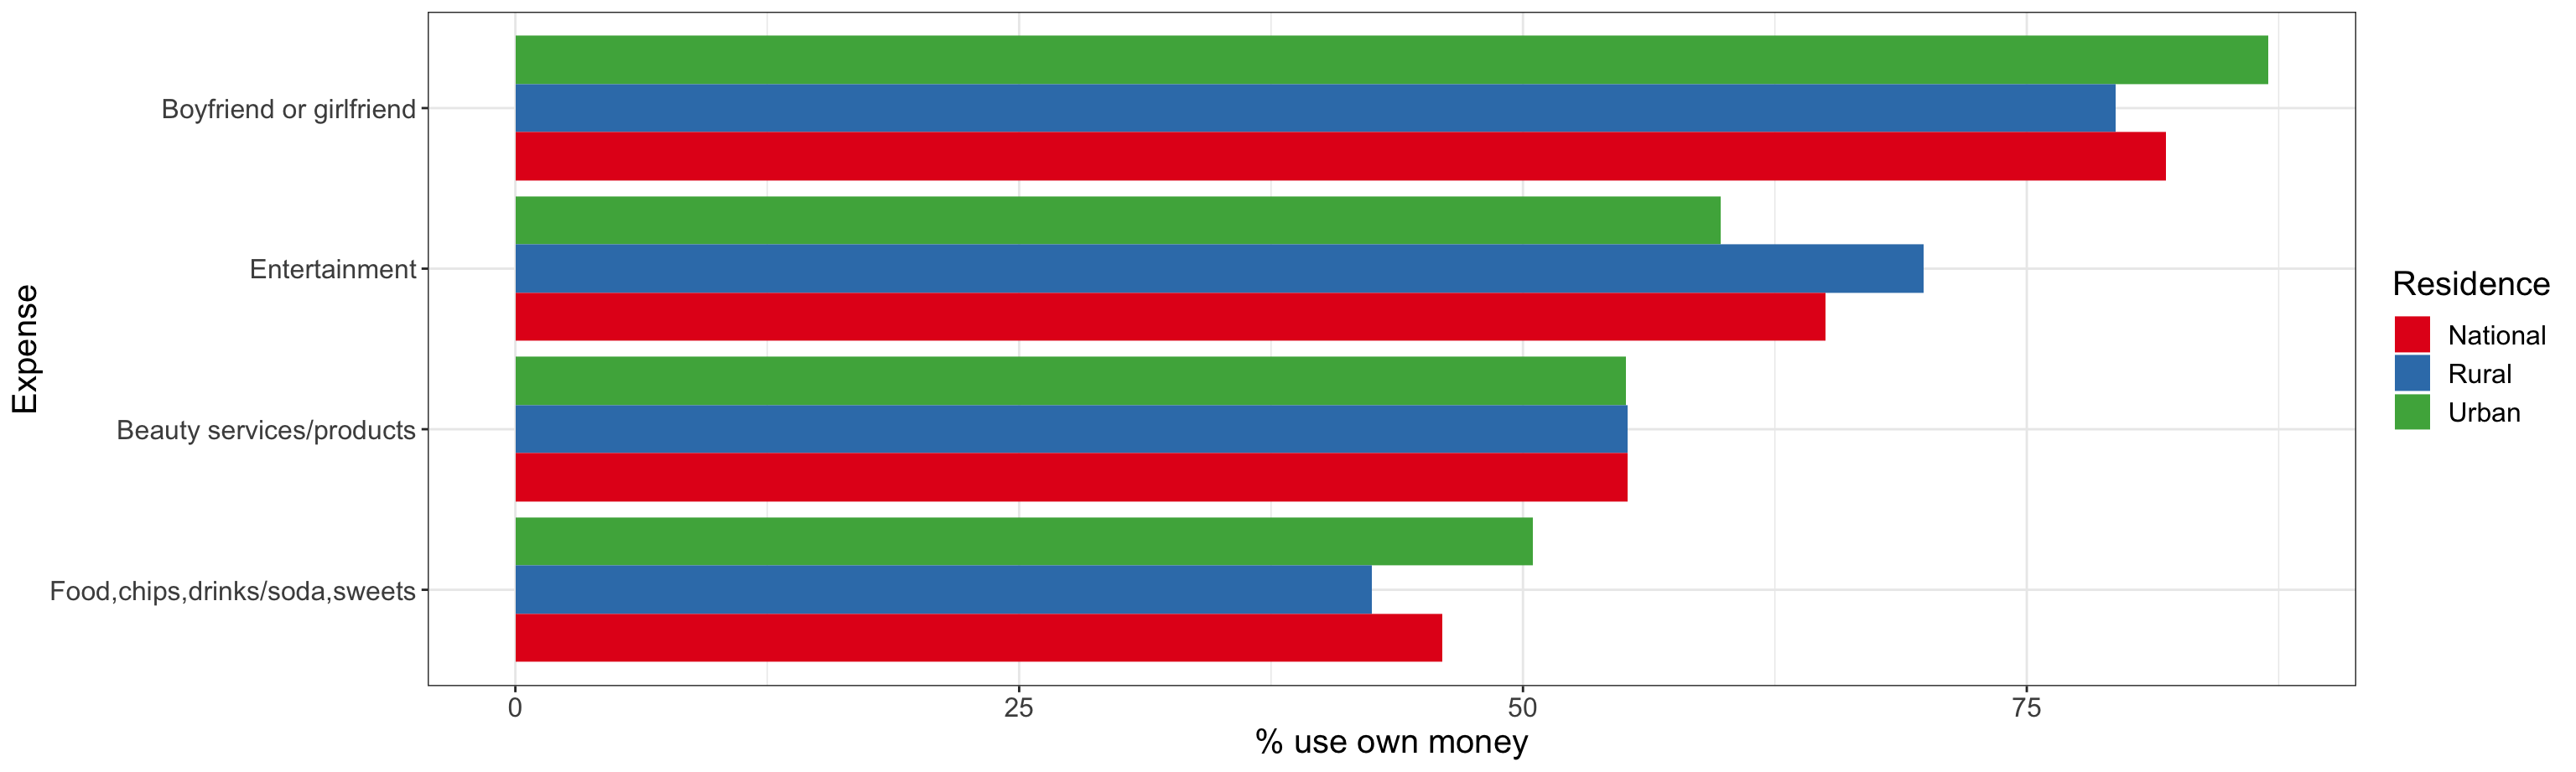 Expense
Boyfriend or girlfriend
Entertainment
Beauty services/products
Food,chips,drinks/soda,sweets
0 25 50 75
% use own money
Residence
National
Rural
Urban